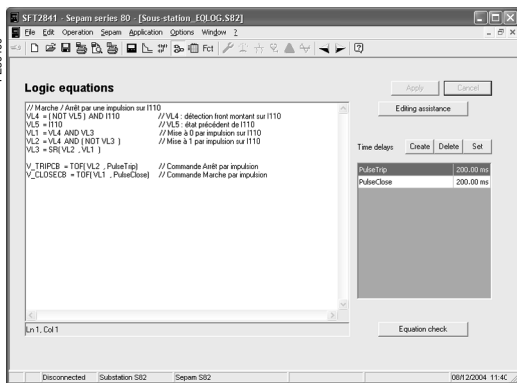 SFT2841 - Sepam series 80 - [Sous-station_EQLOG.S82]
File Edit Operation Sepam Application Options Window ?
Fct
Logic equations
Apply Cancel
Editing assistance
// Marche / Arrêt par une impulsion sur I110
VL4 = ( NOT VL5 ) AND I110 // VL4 : détection front montant sur I110
VL5 = I110 // VL5 : état précédent de I110
VL1 = VL4 AND VL3 // Mise à 0 par impulsion sur I110
VL2 = VL4 AND ( NOT VL3 ) // Mise à 1 par impulsion sur I110
VL3 = SR( VL2 , VL1 )
V_TRIPCB = TOF( VL2 , PulseTrip) // Commande Arrêt par impulsion
V_CLOSECB = TOF( VL1 , PulseClose) // Commande Marche par impulsion
Time delays Create Delete Set
PulseTrip 200.00 ms
PulseClose 200.00 ms
Ln 1, Col 1
Equation check
Disconnected Substation S82 Sepam S82 08/12/2004 11:40